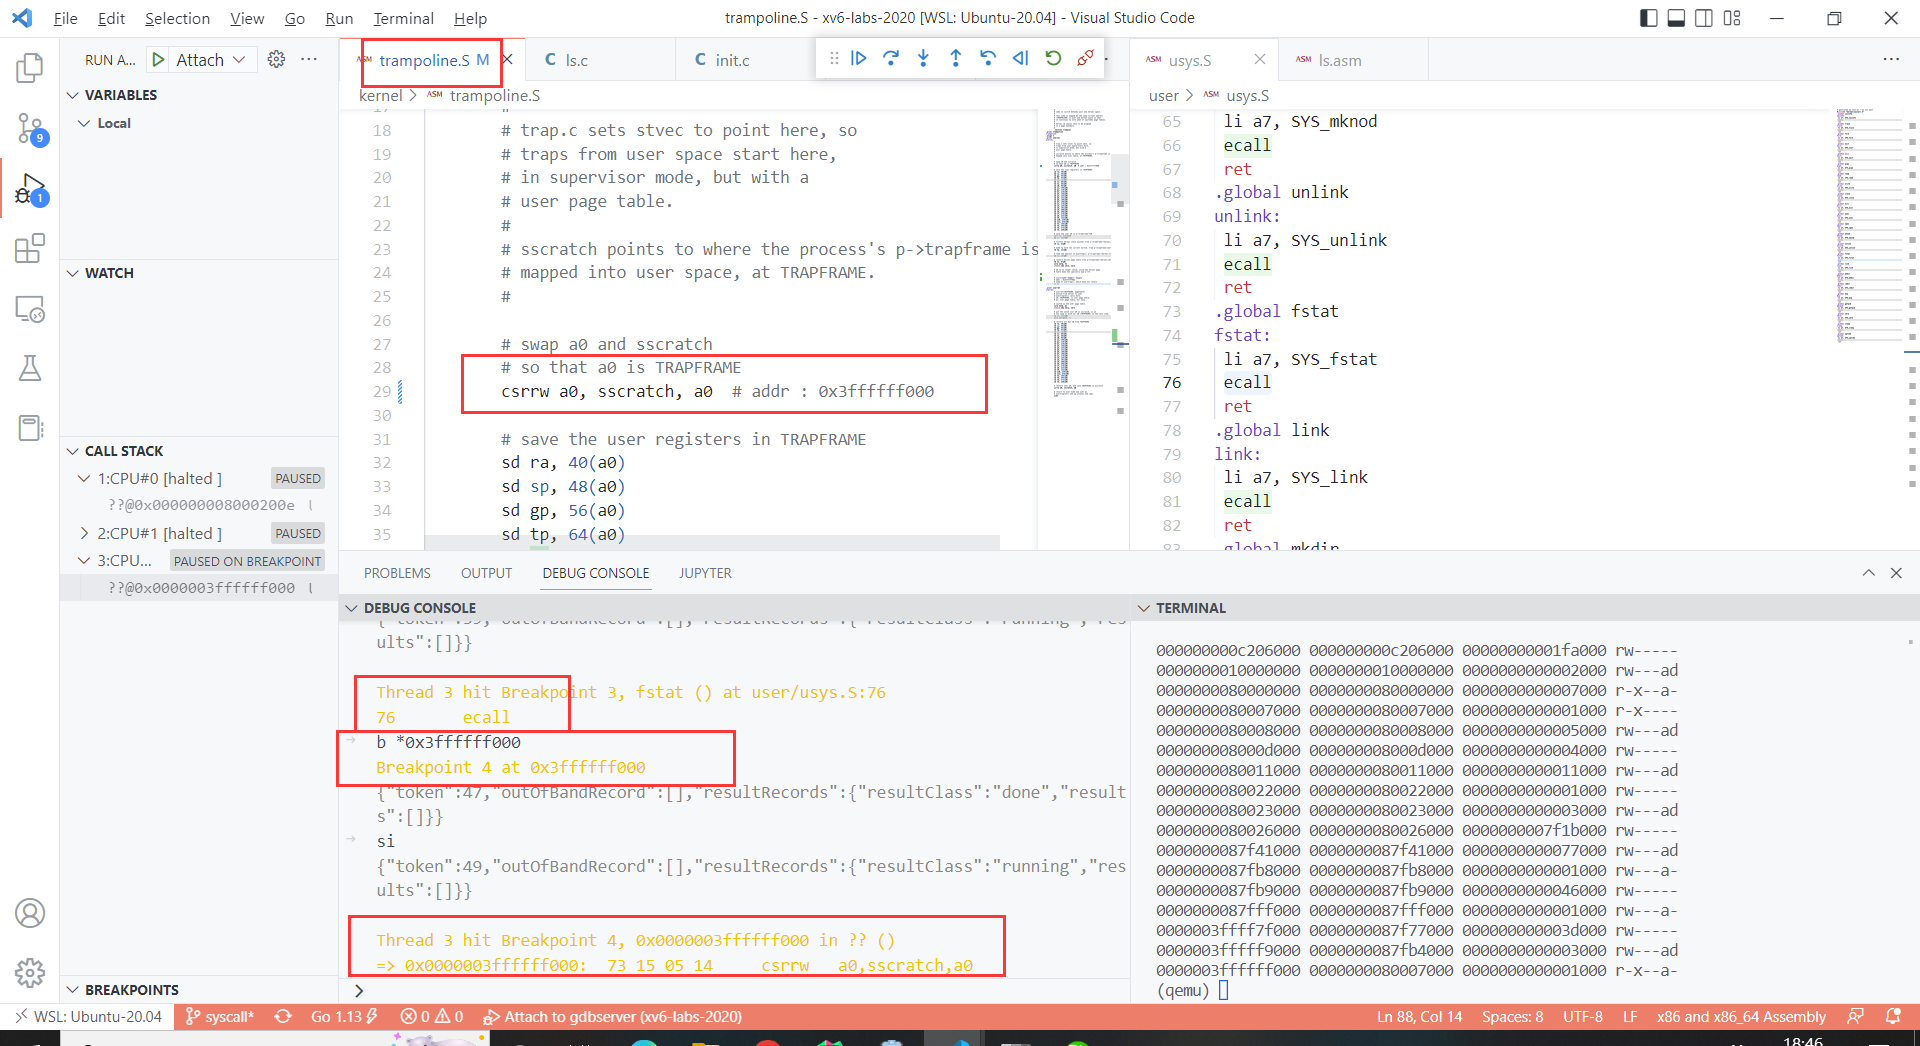 File Edit Selection View Go Run Terminal Help
trampoline.S - xv6-labs-2020 [WSL: Ubuntu-20.04] - Visual Studio Code
RUN A... Attach
ASM trampoline.S M
C ls.c
C init.c
ASM usys.S
ASM ls.asm
kernel > ASM trampoline.S
user > ASM usys.S
VARIABLES
Local
WATCH
CALL STACK
1:CPU#0 [halted ] PAUSED
??@0x000000008000200e
2:CPU#1 [halted ] PAUSED
3:CPU... PAUSED ON BREAKPOINT
??@0x0000003ffffff000
BREAKPOINTS
9
1
17 #
18 # trap.c sets stvec to point here, so
19 # traps from user space start here,
20 # in supervisor mode, but with a
21 # user page table.
22 #
23 # sscratch points to where the process's p->trapframe is
24 # mapped into user space, at TRAPFRAME.
25 #
26
27 # swap a0 and sscratch
28 # so that a0 is TRAPFRAME
29 csrrw a0, sscratch, a0 # addr : 0x3ffffff000
30
31 # save the user registers in TRAPFRAME
32 sd ra, 40(a0)
33 sd sp, 48(a0)
34 sd gp, 56(a0)
35 sd tp, 64(a0)
65 li a7, SYS_mknod
66 ecall
67 ret
68 .global unlink
69 unlink:
70 li a7, SYS_unlink
71 ecall
72 ret
73 .global fstat
74 fstat:
75 li a7, SYS_fstat
76 ecall
77 ret
78 .global link
79 link:
80 li a7, SYS_link
81 ecall
82 ret
83 .global mkdir
PROBLEMS OUTPUT DEBUG CONSOLE JUPYTER
DEBUG CONSOLE
ults":[]}}
Thread 3 hit Breakpoint 3, fstat () at user/usys.S:76
76 ecall
b *0x3ffffff000
Breakpoint 4 at 0x3ffffff000
{"token":47,"outOfBandRecord":[],"resultRecords":{"resultClass":"done","result
s":[]}}
si
{"token":49,"outOfBandRecord":[],"resultRecords":{"resultClass":"running","res
ults":[]}}
Thread 3 hit Breakpoint 4, 0x0000003ffffff000 in ?? ()
=> 0x0000003ffffff000: 73 15 05 14 csrrw a0,sscratch,a0
>
TERMINAL
000000000c206000 000000000c206000 00000000001fa000 rw-----
0000000010000000 0000000010000000 0000000000002000 rw---ad
0000000080000000 0000000080000000 0000000000007000 r-x--a-
0000000080007000 0000000080007000 0000000000001000 r-x----
0000000080008000 0000000080008000 0000000000005000 rw---ad
000000008000d000 000000008000d000 0000000000004000 rw-----
0000000080011000 0000000080011000 0000000000011000 rw---ad
0000000080022000 0000000080022000 0000000000001000 rw-----
0000000080023000 0000000080023000 0000000000003000 rw---ad
0000000080026000 0000000080026000 0000000007f1b000 rw-----
0000000087f41000 0000000087f41000 0000000000077000 rw---ad
0000000087fb8000 0000000087fb8000 0000000000001000 rw---a-
0000000087fb9000 0000000087fb9000 0000000000046000 rw-----
0000000087fff000 0000000087fff000 0000000000001000 rw---a-
0000003ffff7f000 0000000087f77000 000000000003d000 rw-----
0000003fffff9000 0000000087fb4000 0000000000003000 rw---ad
0000003ffffff000 0000000080007000 0000000000001000 r-x--a-
(qemu)
WSL: Ubuntu-20.04 syscall* Go 1.13 0 0 Attach to gdbserver (xv6-labs-2020)
Ln 88, Col 14 Spaces: 8 UTF-8 LF x86 and x86_64 Assembly
18:46